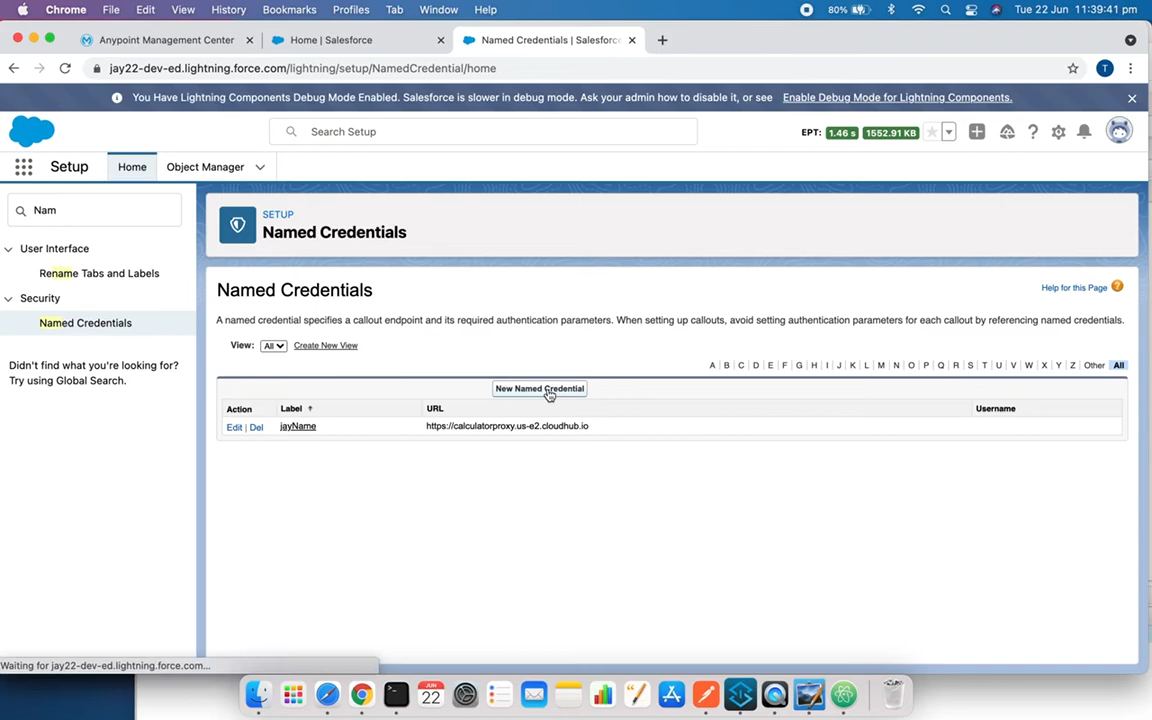 Chrome File Edit View History Bookmarks Profiles Tab Window Help 80% Tue 22 Jun 11:39:41 pm
Anypoint Management Center Home | Salesforce Named Credentials | Salesforc
jay22-dev-ed.lightning.force.com/lightning/setup/NamedCredential/home T
You Have Lightning Components Debug Mode Enabled. Salesforce is slower in debug mode. Ask your admin how to disable it, or see Enable Debug Mode for Lightning Components.
Search Setup EPT: 1.46 s 1552.91 KB
Setup Home Object Manager
Nam
User Interface
Rename Tabs and Labels
Security
Named Credentials
Didn't find what you're looking for?
Try using Global Search.
SETUP
Named Credentials
Named Credentials
Help for this Page ?
A named credential specifies a callout endpoint and its required authentication parameters. When setting up callouts, avoid setting authentication parameters for each callout by referencing named credentials.
View: All Create New View
A | B | C | D | E | F | G | H | I | J | K | L | M | N | O | P | Q | R | S | T | U | V | W | X | Y | Z | Other All
New Named Credential
Action Label ↑ URL Username
Edit | Del jayName https://calculatorproxy.us-e2.cloudhub.io
Waiting for jay22-dev-ed.lightning.force.com...
JUN
22